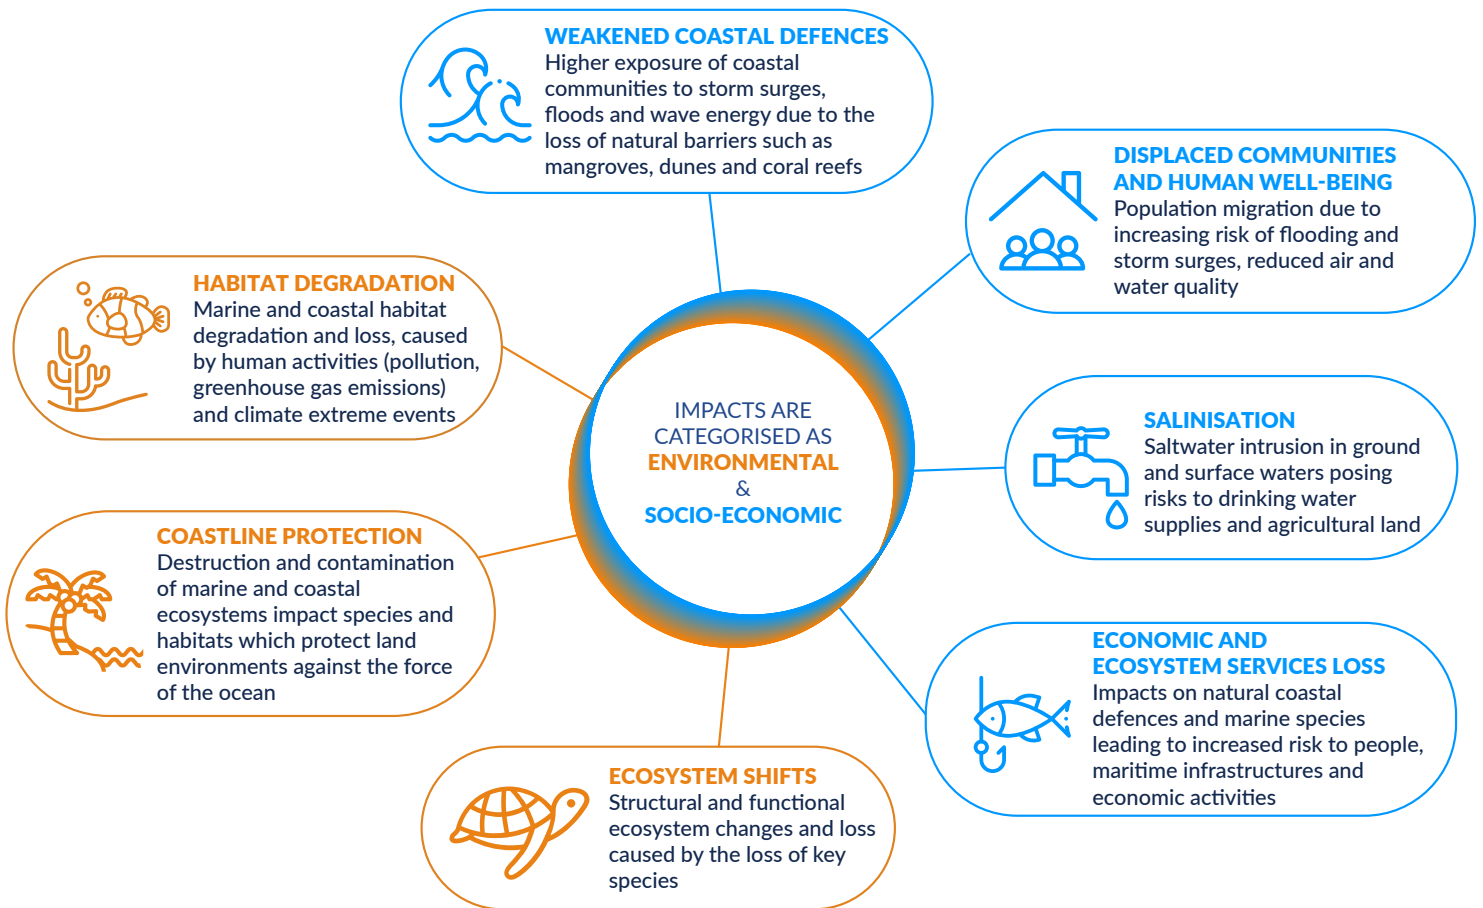 WEAKENED COASTAL DEFENCES
Higher exposure of coastal
communities to storm surges,
floods and wave energy due to the
loss of natural barriers such as
mangroves, dunes and coral reefs
DISPLACED COMMUNITIES
AND HUMAN WELL-BEING
Population migration due to
increasing risk of flooding and
storm surges, reduced air and
water quality
HABITAT DEGRADATION
Marine and coastal habitat
degradation and loss, caused
by human activities (pollution,
greenhouse gas emissions)
and climate extreme events
IMPACTS ARE
CATEGORISED AS
ENVIRONMENTAL
&
SOCIO-ECONOMIC
SALINISATION
Saltwater intrusion in ground
and surface waters posing
risks to drinking water
supplies and agricultural land
COASTLINE PROTECTION
Destruction and contamination
of marine and coastal
ecosystems impact species and
habitats which protect land
environments against the force
of the ocean
ECONOMIC AND
ECOSYSTEM SERVICES LOSS
Impacts on natural coastal
defences and marine species
leading to increased risk to people,
maritime infrastructures and
economic activities
ECOSYSTEM SHIFTS
Structural and functional
ecosystem changes and loss
caused by the loss of key
species